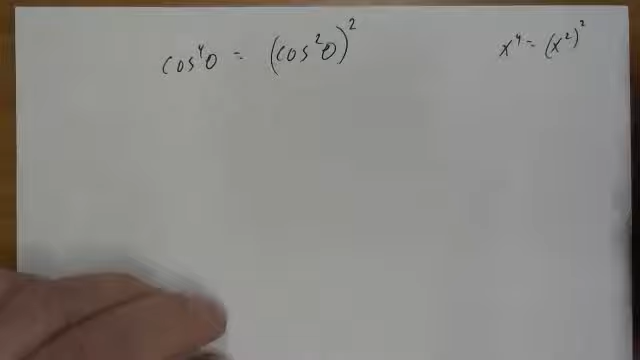 cos⁴θ = (cos²θ)²
x⁴ = (x²)²